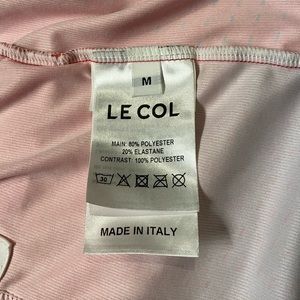 M
LE COL
MAIN: 80% POLYESTER
20% ELASTANE
CONTRAST: 100% POLYESTER
30
MADE IN ITALY